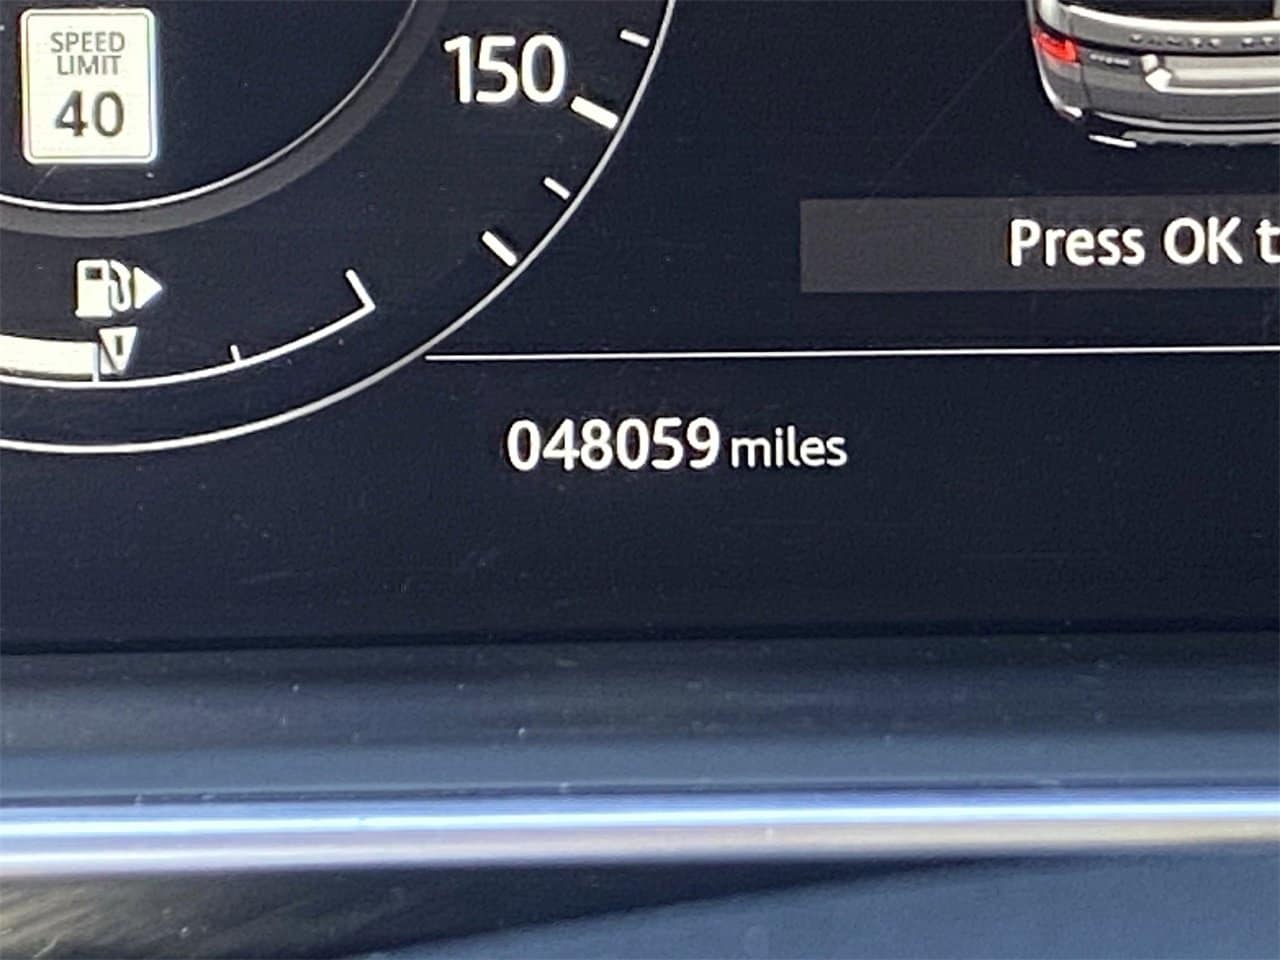 SPEED
LIMIT
40
150
Press OK t
048059 miles